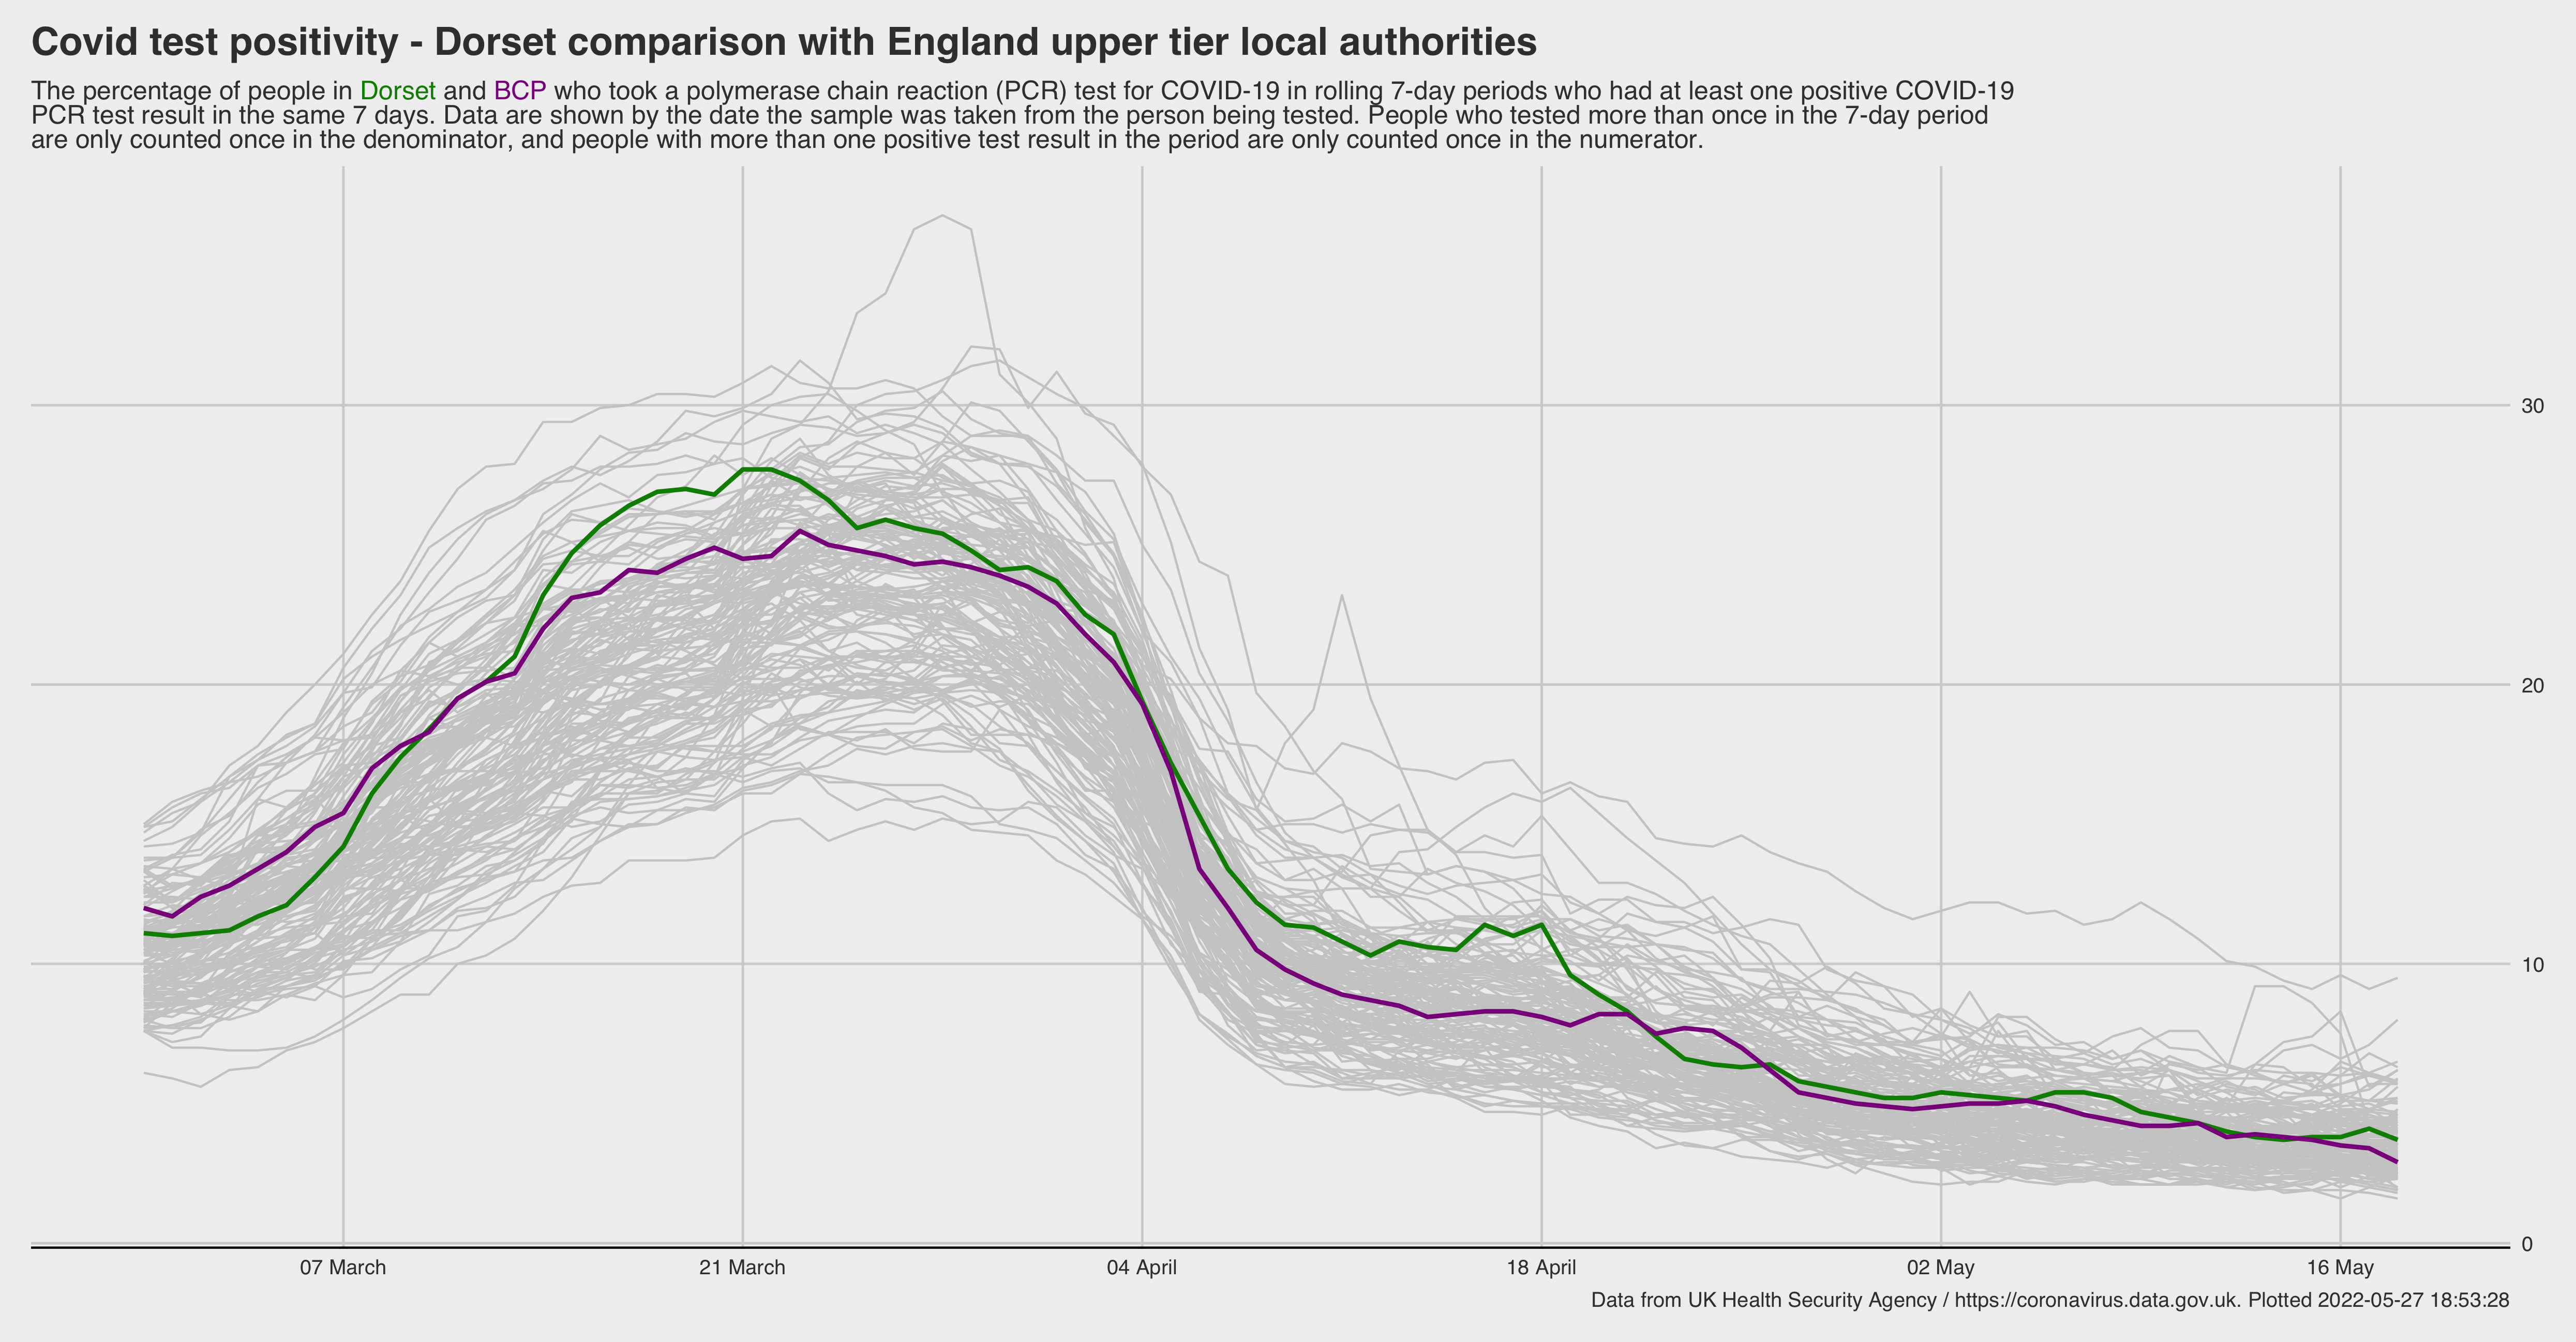 Covid test positivity - Dorset comparison with England upper tier local authorities
The percentage of people in Dorset and BCP who took a polymerase chain reaction (PCR) test for COVID-19 in rolling 7-day periods who had at least one positive COVID-19
PCR test result in the same 7 days. Data are shown by the date the sample was taken from the person being tested. People who tested more than once in the 7-day period
are only counted once in the denominator, and people with more than one positive test result in the period are only counted once in the numerator.
30
20
10
0
07 March
21 March
04 April
18 April
02 May
16 May
Data from UK Health Security Agency / https://coronavirus.data.gov.uk. Plotted 2022-05-27 18:53:28